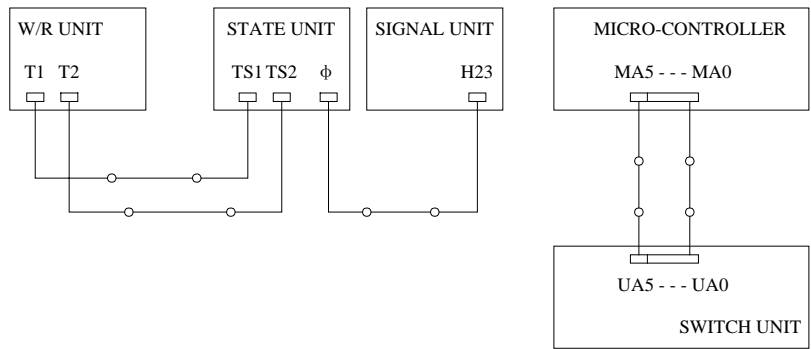 W/R UNIT
STATE UNIT
SIGNAL UNIT
MICRO-CONTROLLER
T1 T2
TS1 TS2 ϕ
H23
MA5 - - - MA0
UA5 - - - UA0
SWITCH UNIT